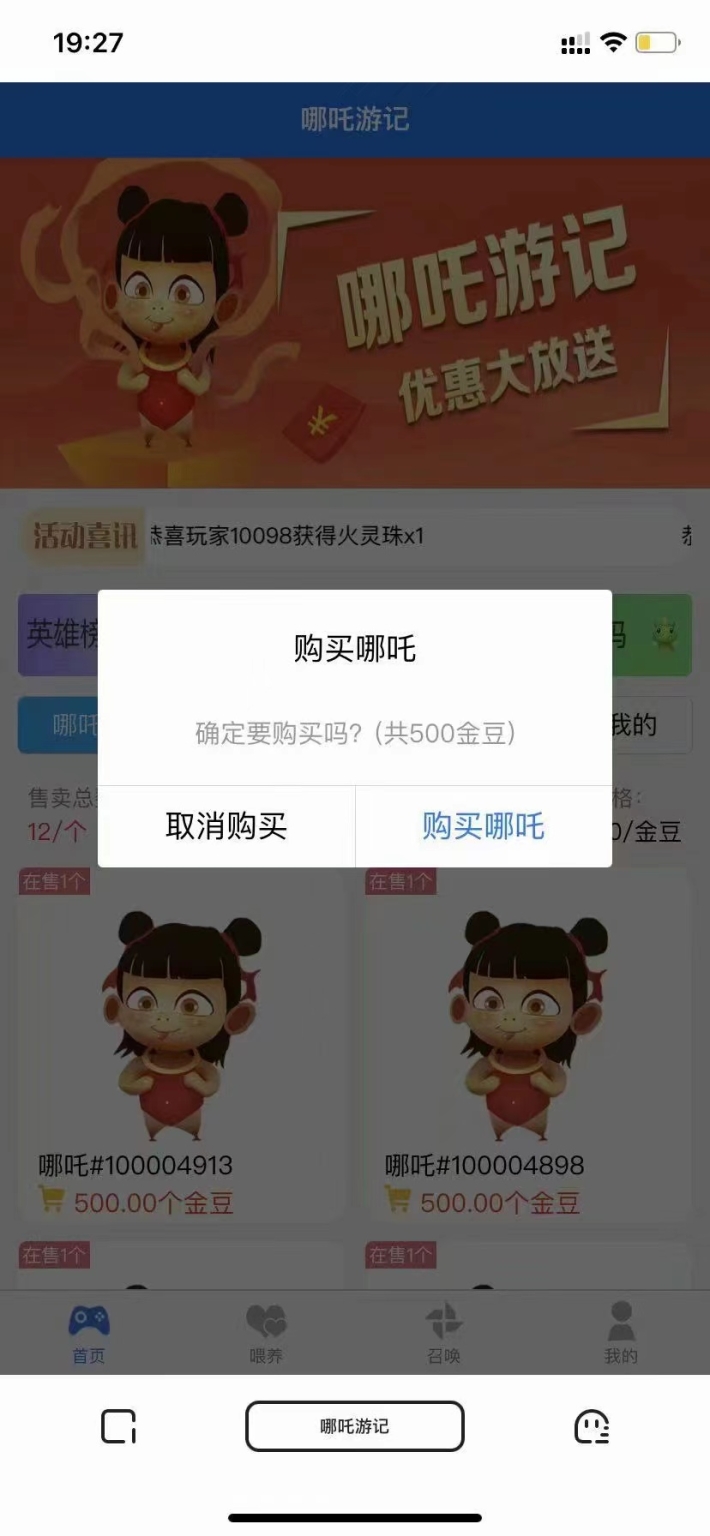 19:27
哪吒游记
哪吒游记
优惠大放送
活动喜讯 恭喜玩家10098获得火灵珠x1
英雄榜
哪吒
我的
购买哪吒
确定要购买吗?(共500金豆)
取消购买 购买哪吒
售卖总
格:
12/个
0/金豆
在售1个 在售1个
哪吒#100004913 哪吒#100004898
500.00个金豆 500.00个金豆
在售1个 在售1个
首页 喂养 召唤 我的
哪吒游记